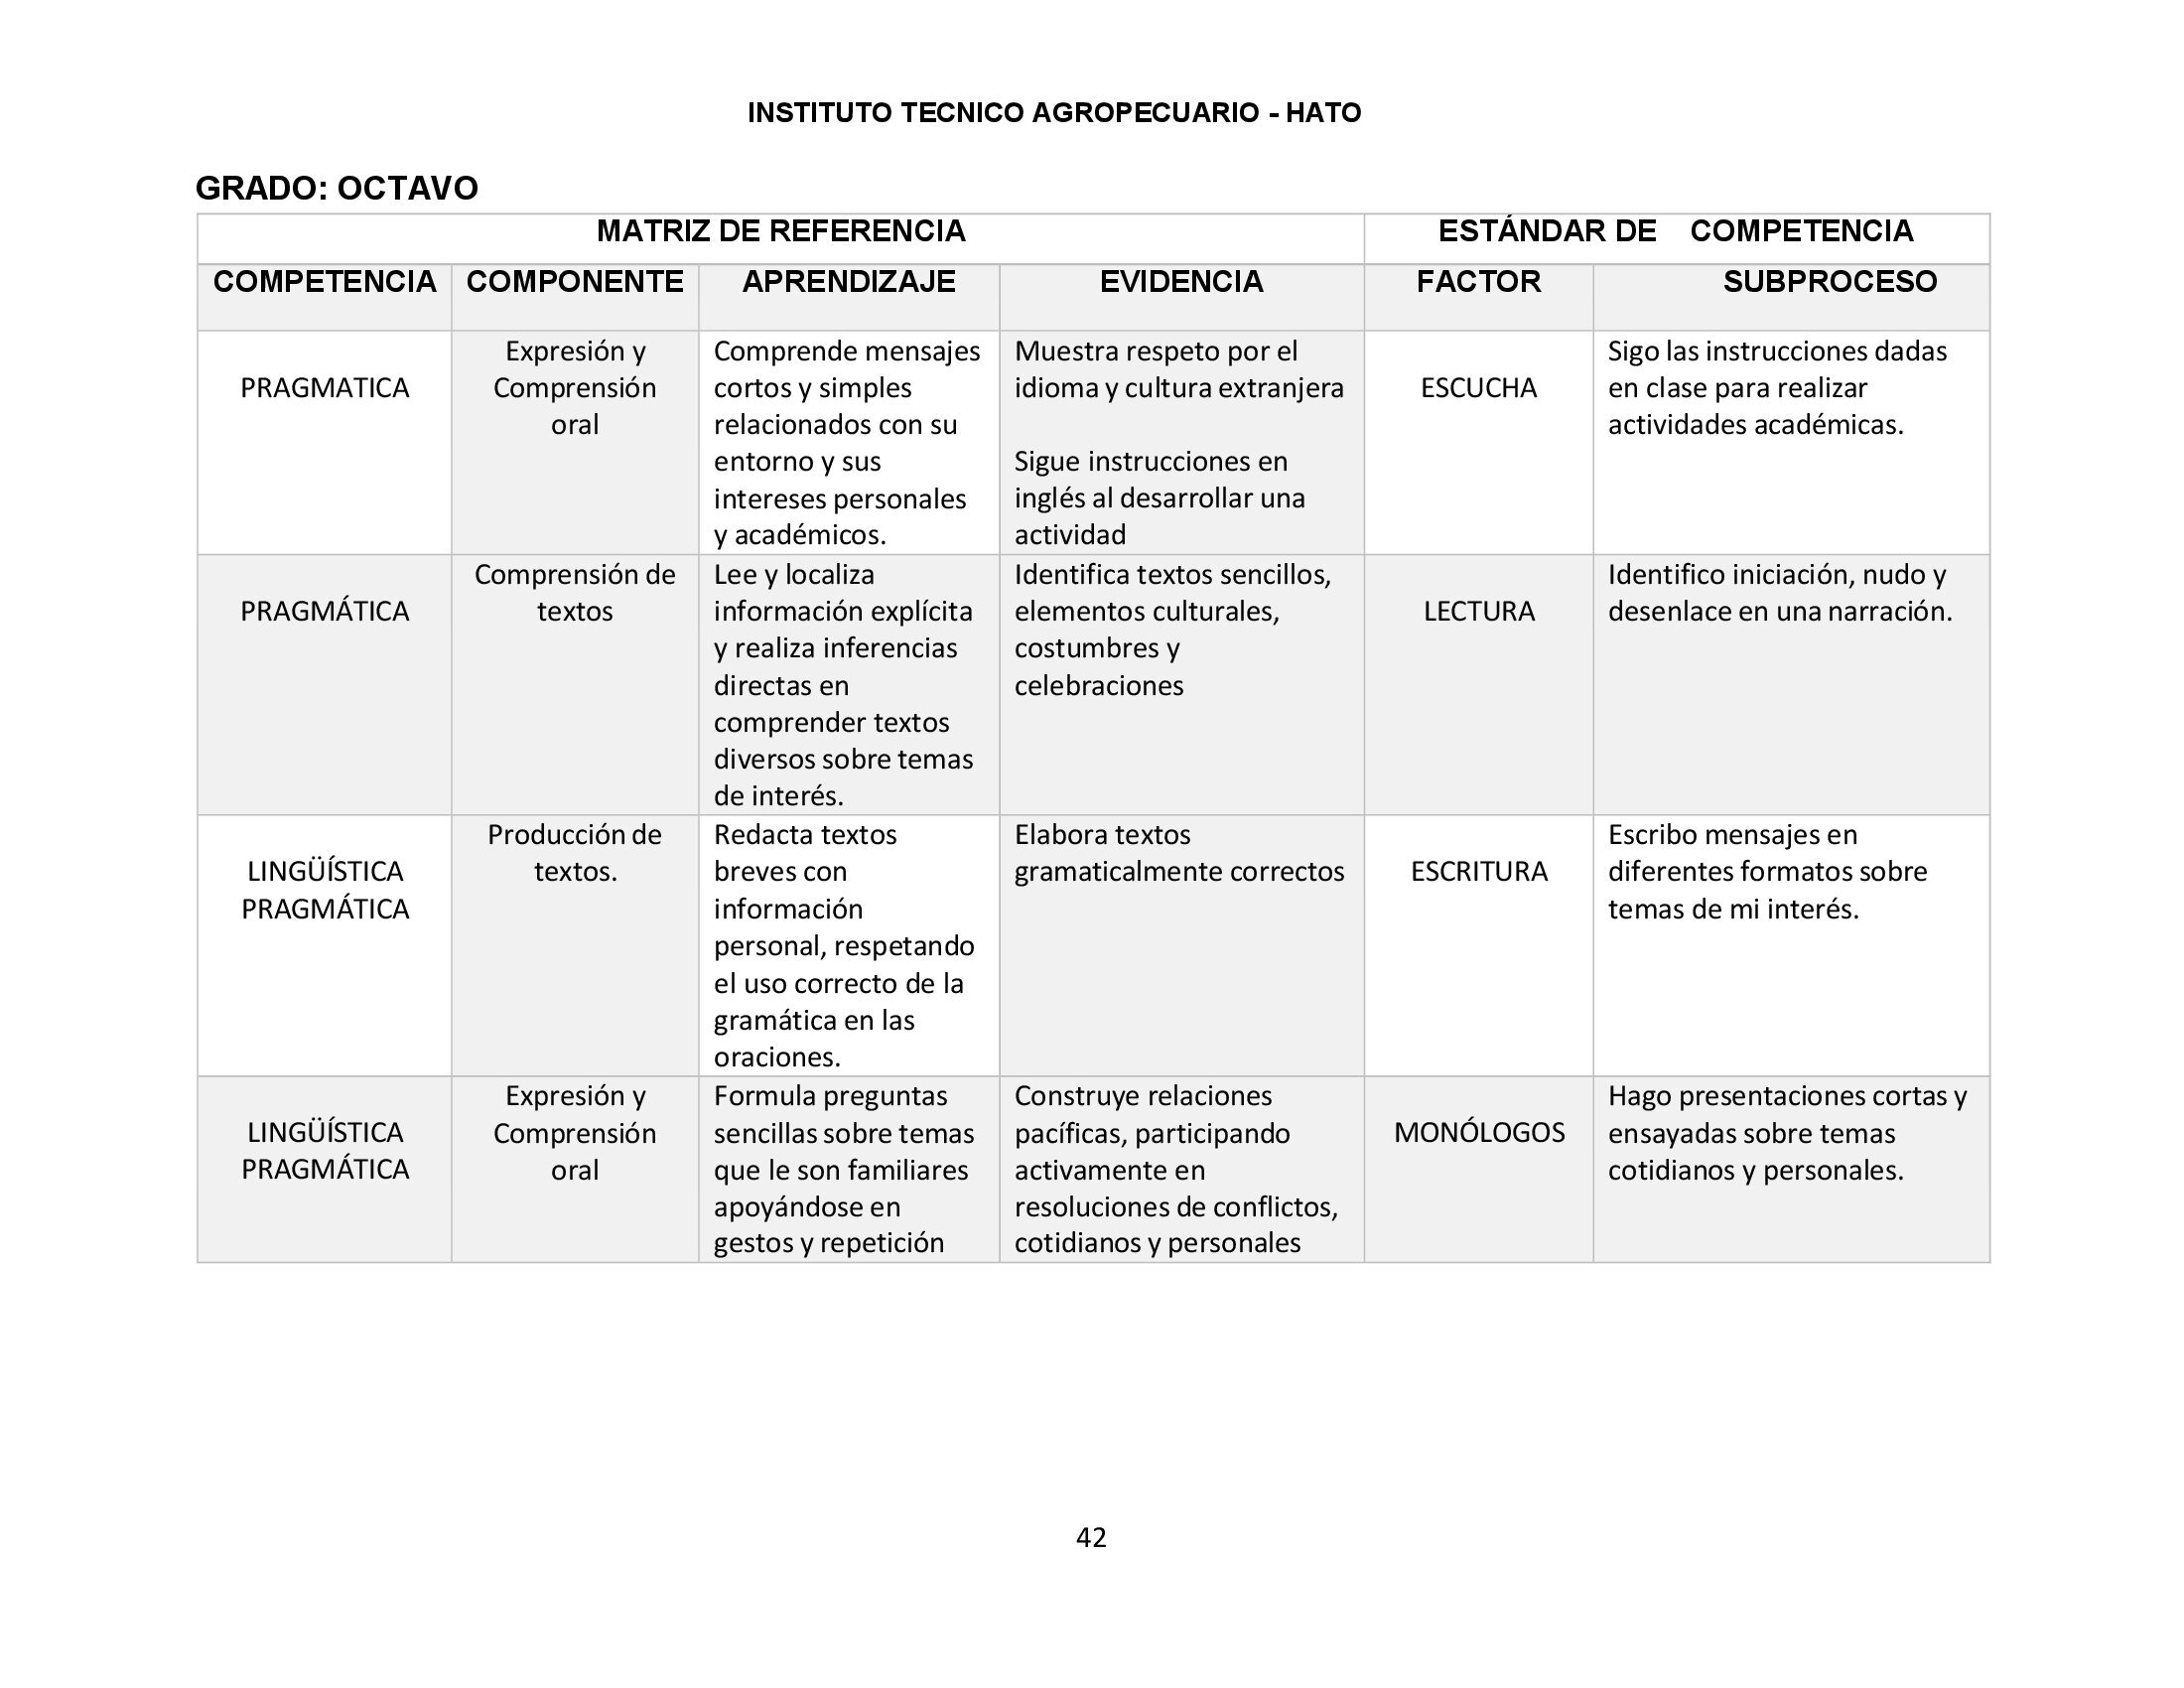 INSTITUTO TECNICO AGROPECUARIO - HATO
GRADO: OCTAVO
MATRIZ DE REFERENCIA
ESTÁNDAR DE COMPETENCIA
COMPETENCIA
COMPONENTE
APRENDIZAJE
EVIDENCIA
FACTOR
SUBPROCESO
PRAGMATICA
Expresión y
Comprensión
oral
Comprende mensajes
cortos y simples
relacionados con su
entorno y sus
intereses personales
y académicos.
Muestra respeto por el
idioma y cultura extranjera
Sigue instrucciones en
inglés al desarrollar una
actividad
ESCUCHA
Sigo las instrucciones dadas
en clase para realizar
actividades académicas.
PRAGMÁTICA
Comprensión de
textos
Lee y localiza
información explícita
y realiza inferencias
directas en
comprender textos
diversos sobre temas
de interés.
Identifica textos sencillos,
elementos culturales,
costumbres y
celebraciones
LECTURA
Identifico iniciación, nudo y
desenlace en una narración.
LINGÜÍSTICA
PRAGMÁTICA
Producción de
textos.
Redacta textos
breves con
información
personal, respetando
el uso correcto de la
gramática en las
oraciones.
Elabora textos
gramaticalmente correctos
ESCRITURA
Escribo mensajes en
diferentes formatos sobre
temas de mi interés.
LINGÜÍSTICA
PRAGMÁTICA
Expresión y
Comprensión
oral
Formula preguntas
sencillas sobre temas
que le son familiares
apoyándose en
gestos y repetición
Construye relaciones
pacíficas, participando
activamente en
resoluciones de conflictos,
cotidianos y personales
MONÓLOGOS
Hago presentaciones cortas y
ensayadas sobre temas
cotidianos y personales.
42